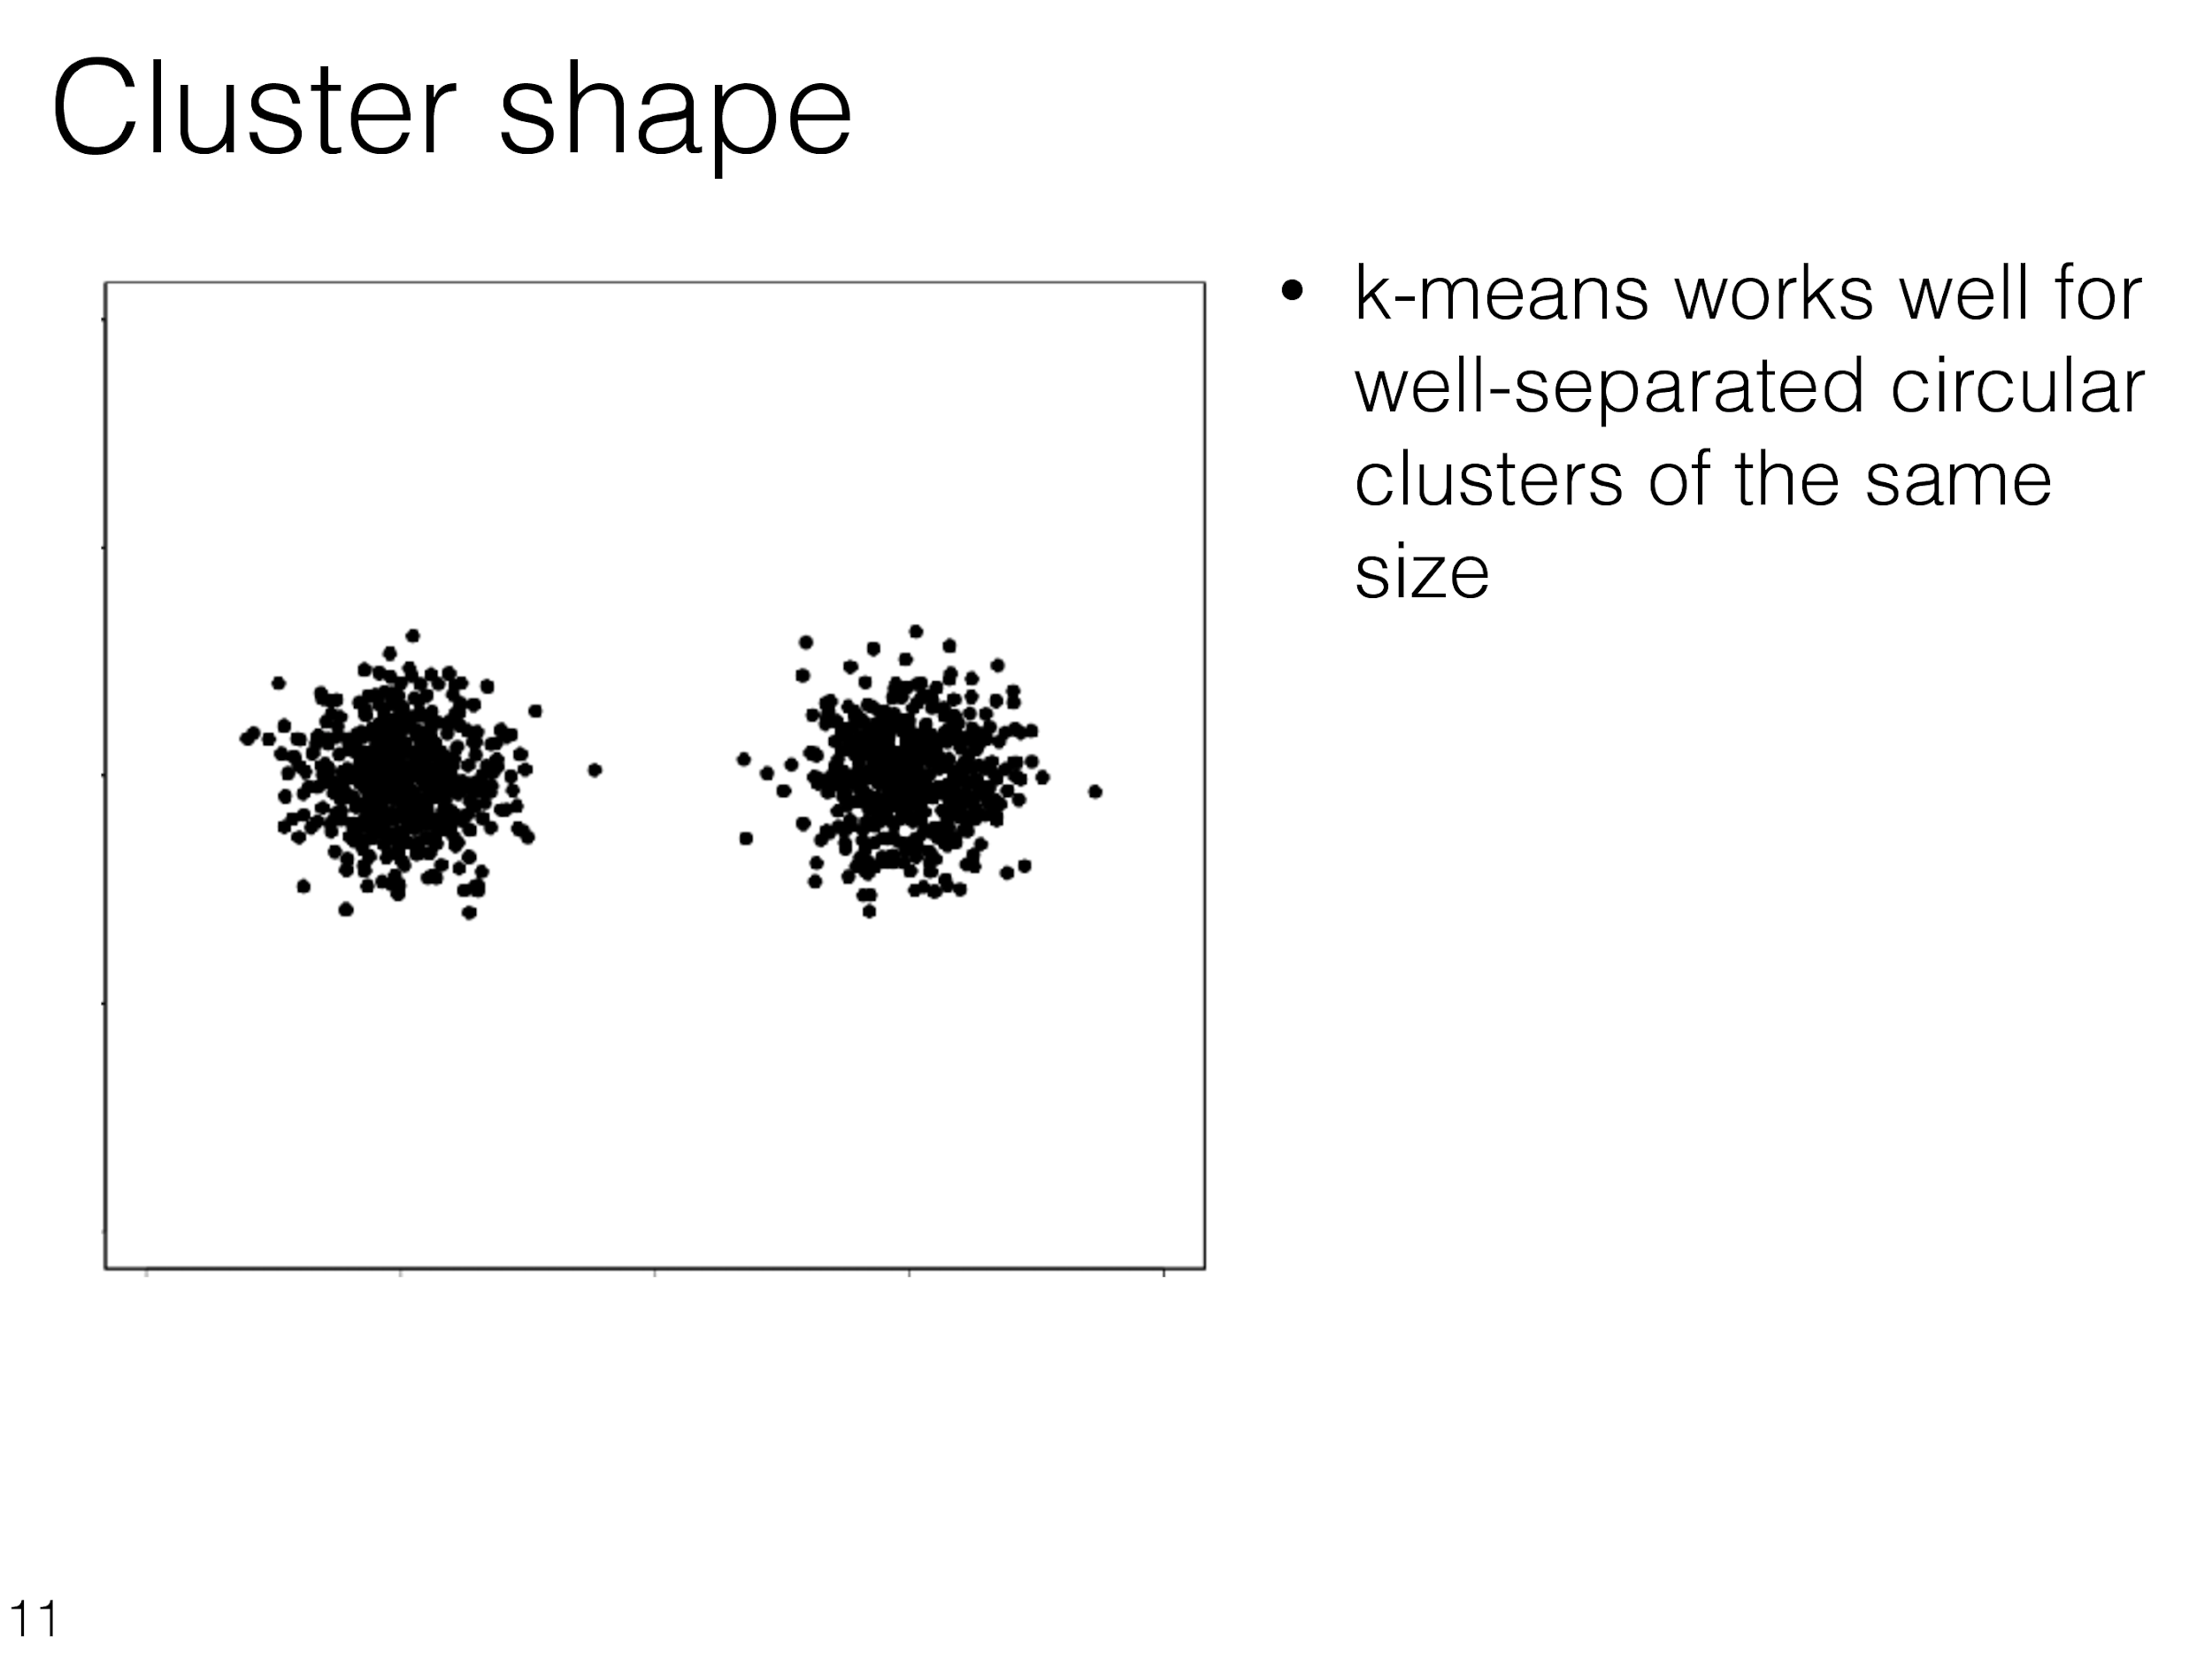 Cluster shape
• k-means works well for
well-separated circular
clusters of the same
size
11